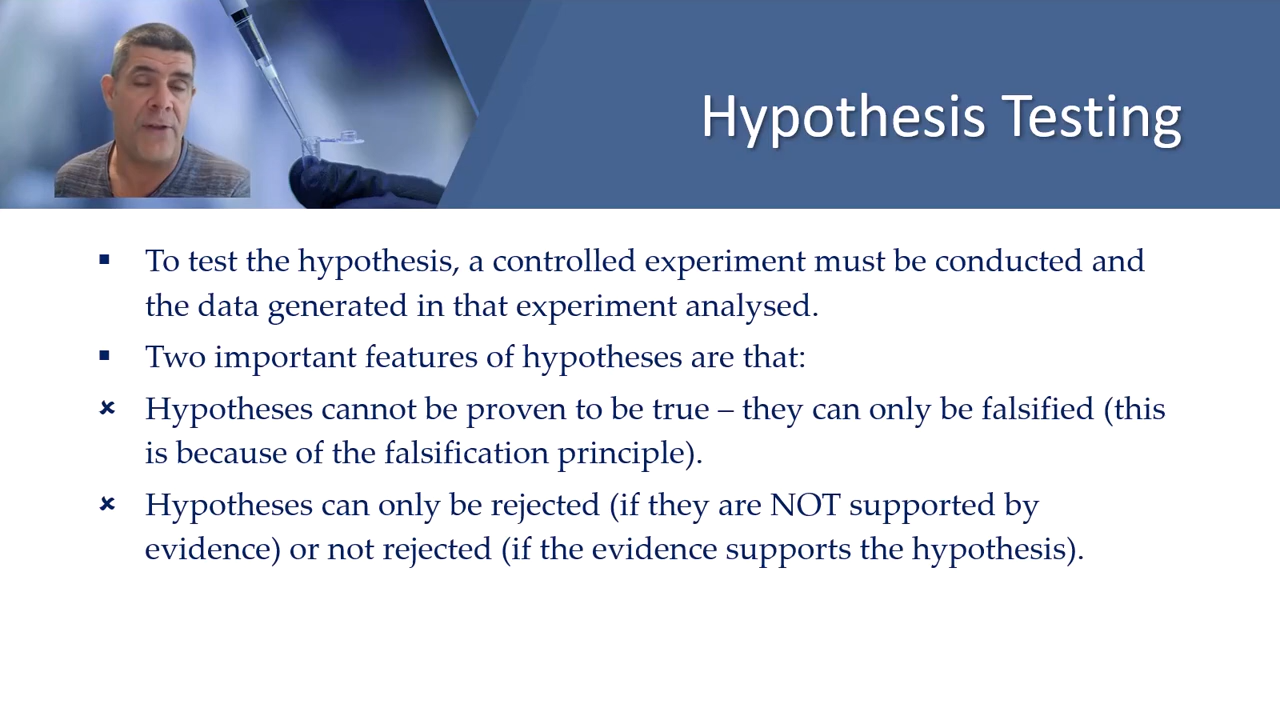 Hypothesis Testing
To test the hypothesis, a controlled experiment must be conducted and
the data generated in that experiment analysed.
Two important features of hypotheses are that:
Hypotheses cannot be proven to be true – they can only be falsified (this
is because of the falsification principle).
Hypotheses can only be rejected (if they are NOT supported by
evidence) or not rejected (if the evidence supports the hypothesis).